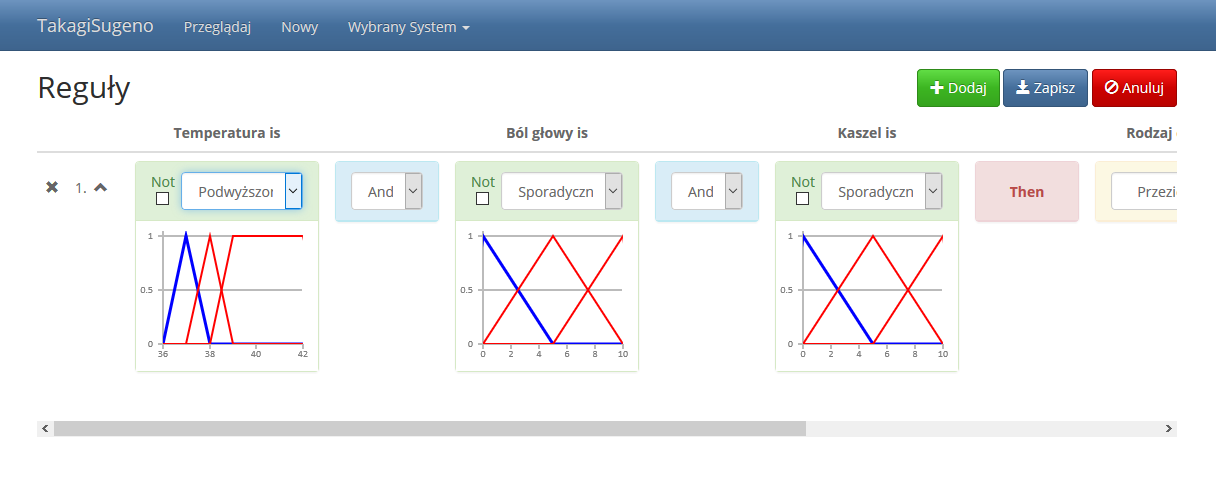 TakagiSugeno Przeglądaj Nowy Wybrany System
Reguły Dodaj Zapisz Anuluj
Temperatura is Ból głowy is Kaszel is Rodzaj
1. Not Podwyższo And Not Sporadyczn And Not Sporadyczn Then Przezi
1 1 1
0.5 0.5 0.5
0 0 0
36 38 40 42 0 2 4 6 8 10 0 2 4 6 8 10